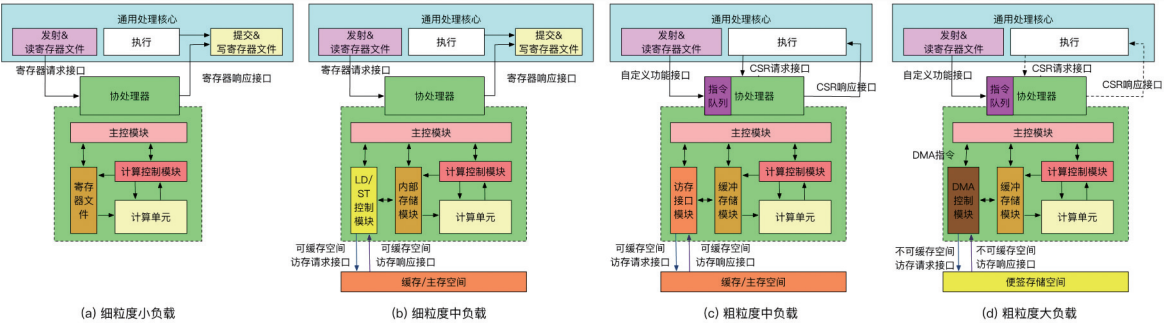 通用处理核心
发射&
读寄存器文件
执行
提交&
写寄存器文件
寄存器请求接口
寄存器响应接口
协处理器
主控模块
寄存
器文
件
计算控制模块
计算单元
(a) 细粒度小负载
通用处理核心
发射&
读寄存器文件
执行
提交&
写寄存器文件
寄存器请求接口
寄存器响应接口
协处理器
主控模块
LD/
ST
控制
模块
内部
存储
模块
计算控制模块
计算单元
可缓存空间
访存请求接口
可缓存空间
访存响应接口
缓存/主存空间
(b) 细粒度中负载
通用处理核心
发射&
读寄存器文件
执行
自定义功能接口
CSR请求接口
CSR响应接口
指令
队列
协处理器
主控模块
访存
接口
模块
缓冲
存储
模块
计算控制模块
计算单元
可缓存空间
访存请求接口
可缓存空间
访存响应接口
缓存/主存空间
(c) 粗粒度中负载
通用处理核心
发射&
读寄存器文件
执行
自定义功能接口
CSR请求接口
CSR响应接口
指令
队列
协处理器
主控模块
DMA指令
DMA
控制
模块
缓冲
存储
模块
计算控制模块
计算单元
不可缓存空间
访存请求接口
不可缓存空间
访存响应接口
便签存储空间
(d) 粗粒度大负载